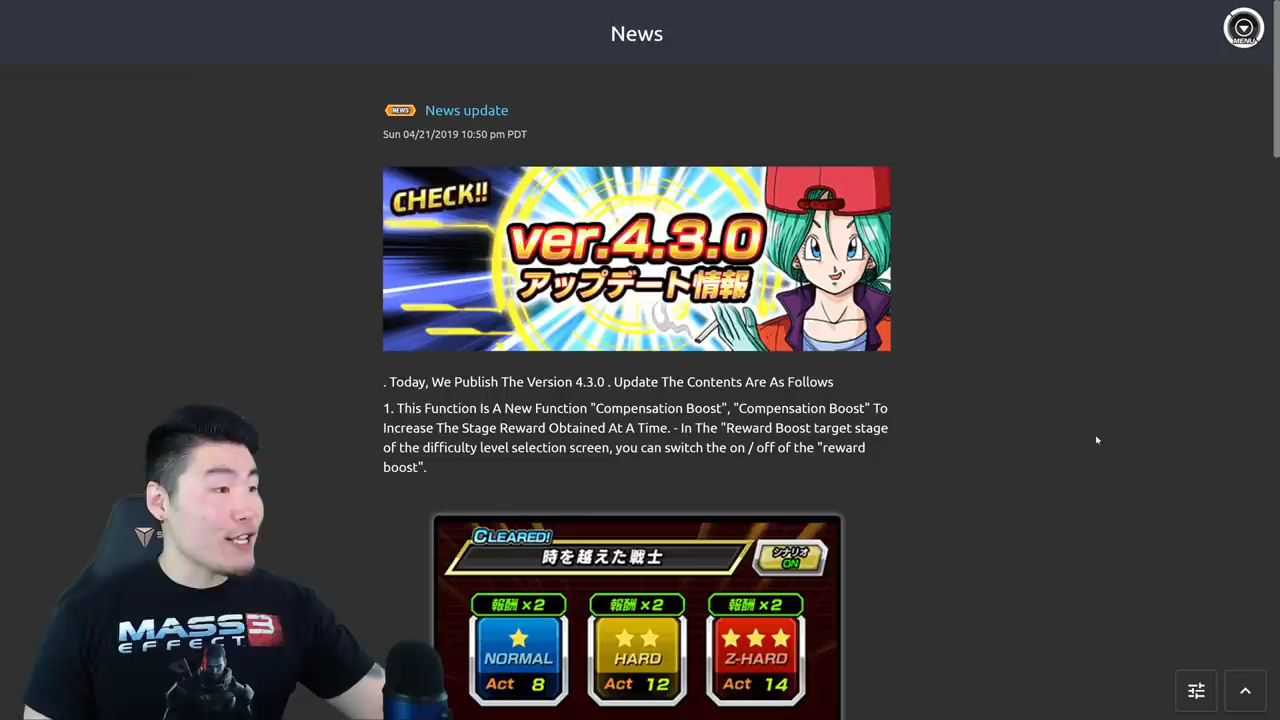 News
MENU
NEWS News update
Sun 04/21/2019 10:50 pm PDT
CHECK!!
ver.4.3.0
アップデート情報
. Today, We Publish The Version 4.3.0 . Update The Contents Are As Follows
1. This Function Is A New Function "Compensation Boost", "Compensation Boost" To
Increase The Stage Reward Obtained At A Time. - In The "Reward Boost target stage
of the difficulty level selection screen, you can switch the on / off of the "reward
boost".
CLEARED!
時を越えた戦士
シナリオ
ON
報酬×2 報酬×2 報酬×2
NORMAL HARD Z-HARD
Act 8 Act 12 Act 14
MASS 3
EFFECT